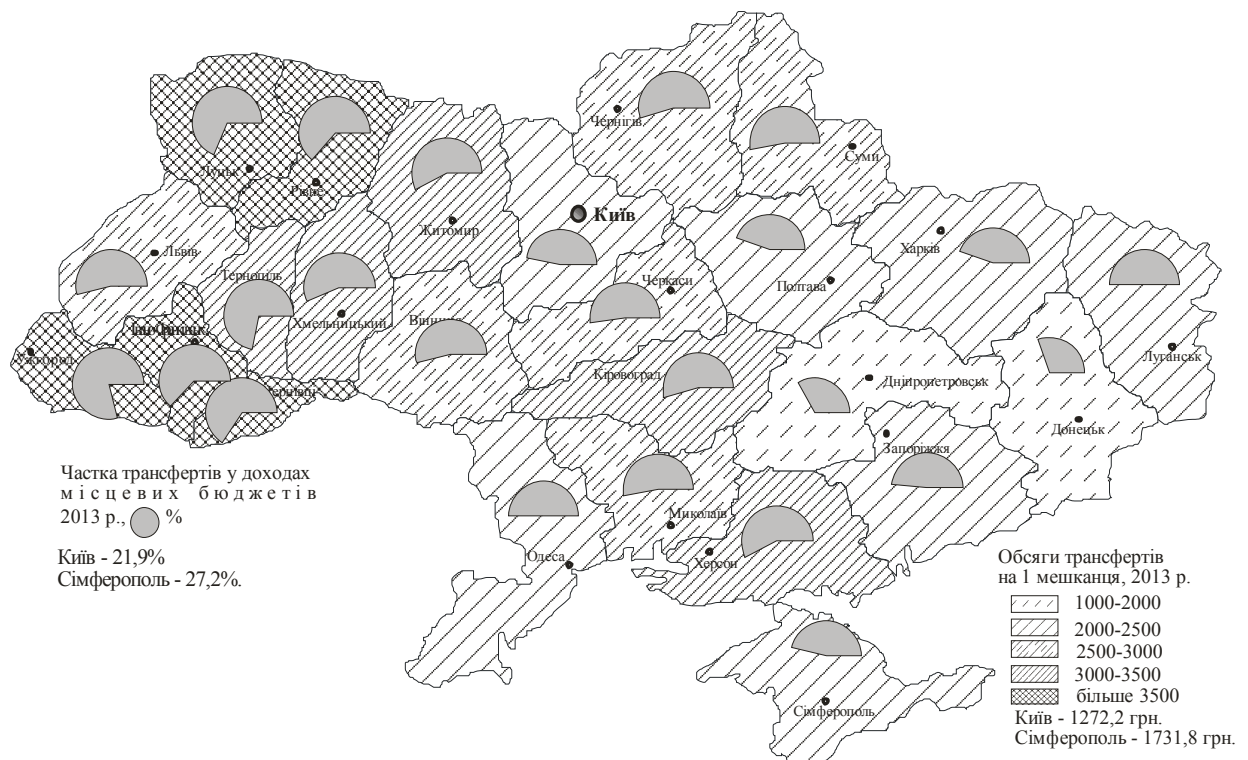 Чернігів
Суми
Луцьк
Рівне
Київ
Житомир
Львів
Харків
Тернопіль
Черкаси
Полтава
Хмельницький
Ужгород
Луганськ
Кіровоград
Дніпропетровськ
Донецьк
Запоріжжя
Миколаїв
Одеса
Херсон
Сімферополь
Частка трансфертів у доходах
місцевих бюджетів
2013 р., %
Київ - 21,9%
Сімферополь - 27,2%.
Обсяги трансфертів
на 1 мешканця, 2013 р.
1000-2000
2000-2500
2500-3000
3000-3500
більше 3500
Київ - 1272,2 грн.
Сімферополь - 1731,8 грн.